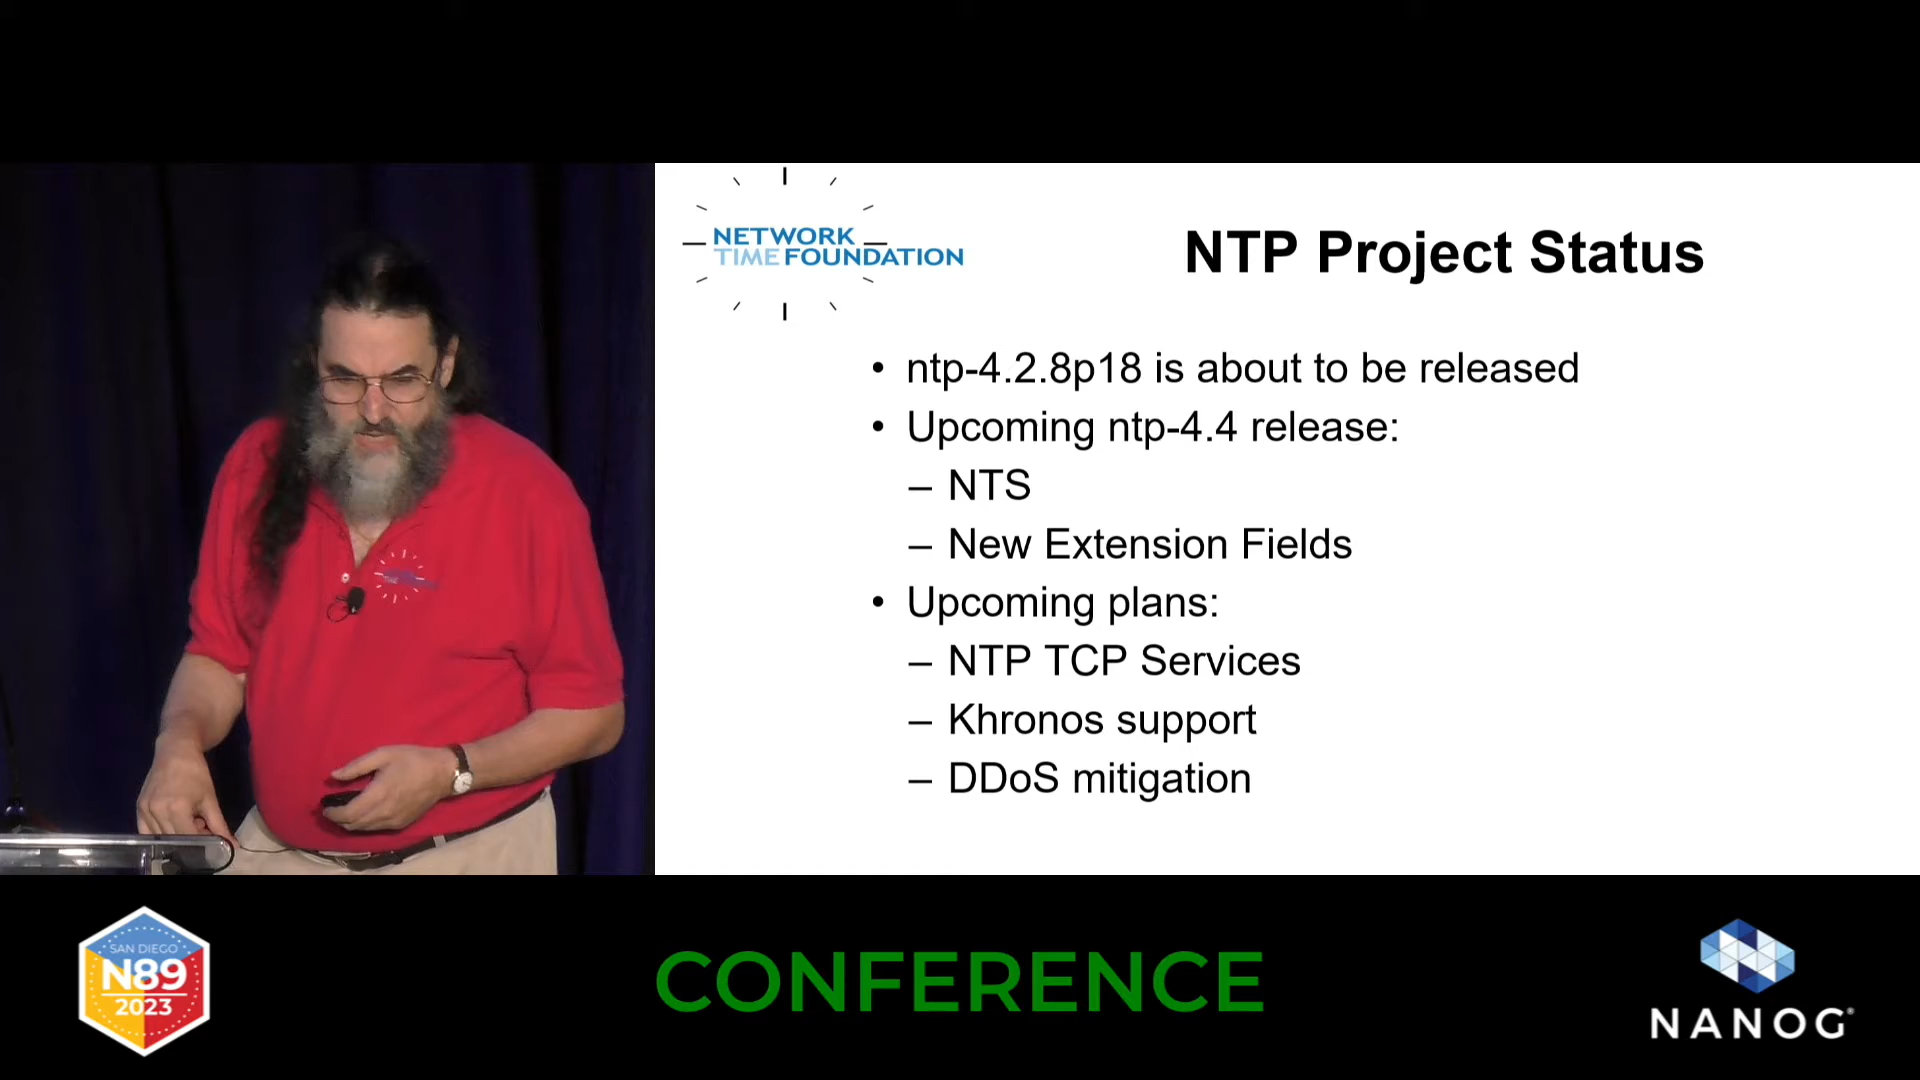 NETWORK
TIME FOUNDATION
NTP Project Status
• ntp-4.2.8p18 is about to be released
• Upcoming ntp-4.4 release:
– NTS
– New Extension Fields
• Upcoming plans:
– NTP TCP Services
– Khronos support
– DDoS mitigation
SAN DIEGO
N89
2023
CONFERENCE
NANOG®